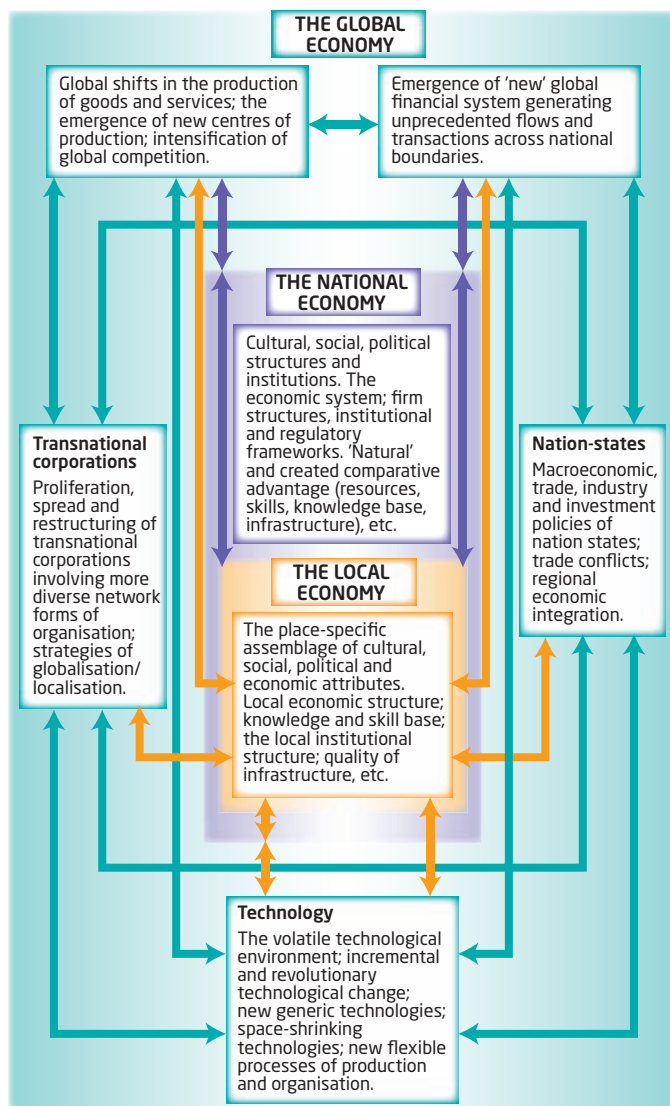 THE GLOBAL
ECONOMY
Global shifts in the production
of goods and services; the
emergence of new centres of
production; intensification of
global competition.
Emergence of 'new' global
financial system generating
unprecedented flows and
transactions across national
boundaries.
THE NATIONAL
ECONOMY
Cultural, social, political
structures and
institutions. The
economic system; firm
structures, institutional
and regulatory
frameworks. 'Natural'
and created comparative
advantage (resources,
skills, knowledge base,
infrastructure), etc.
Transnational
corporations
Proliferation,
spread and
restructuring of
transnational
corporations
involving more
diverse network
forms of
organisation;
strategies of
globalisation/
localisation.
Nation-states
Macroeconomic,
trade, industry
and investment
policies of
nation states;
trade conflicts;
regional
economic
integration.
THE LOCAL
ECONOMY
The place-specific
assemblage of cultural,
social, political and
economic attributes.
Local economic structure;
knowledge and skill base;
the local institutional
structure; quality of
infrastructure, etc.
Technology
The volatile technological
environment; incremental
and revolutionary
technological change;
new generic technologies;
space-shrinking
technologies; new flexible
processes of production
and organisation.